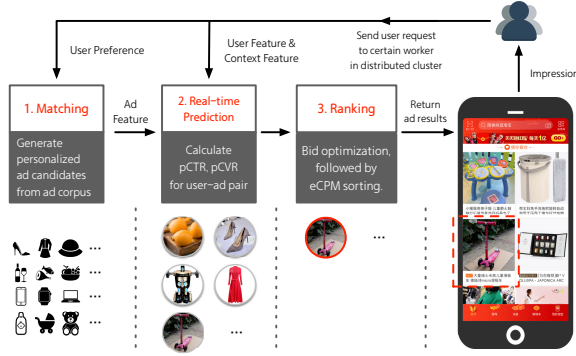 Send user request
to certain worker
in distributed cluster
User Preference
User Feature &
Context Feature
Impression
1. Matching
Ad
Feature
2. Real-time
Prediction
3. Ranking
Return
ad results
Generate
personalized
ad candidates
from ad corpus
Calculate
pCTR, pCVR
for user-ad pair
Bid optimization,
followed by
eCPM sorting.
...
...
...
...
...
...